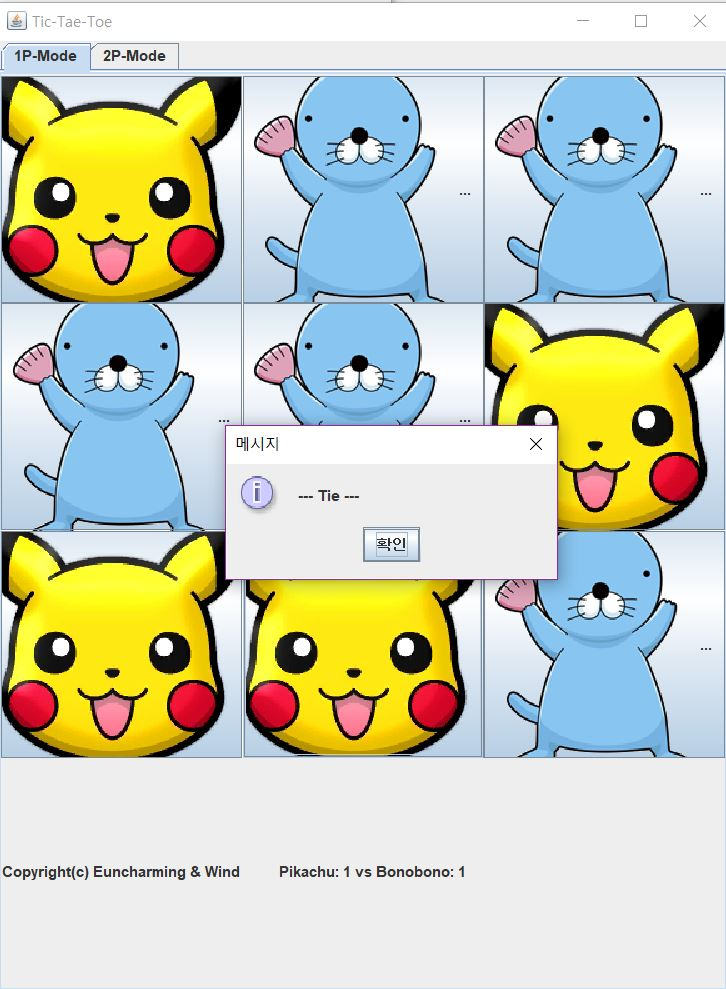 Tic-Tae-Toe
1P-Mode 2P-Mode
... ...
... ...
메시지
--- Tie ---
확인
...
Copyright(c) Euncharming & Wind Pikachu: 1 vs Bonobono: 1